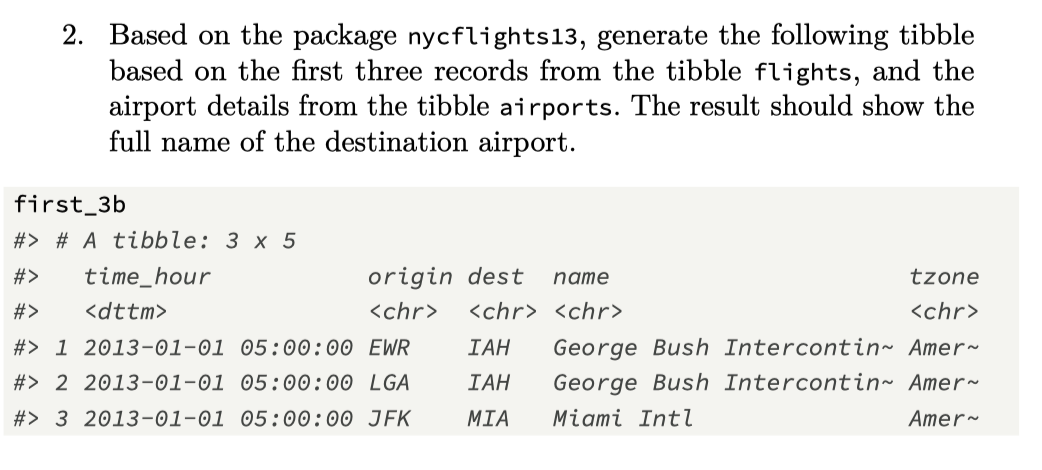 2. Based on the package nycflights13, generate the following tibble
based on the first three records from the tibble flights, and the
airport details from the tibble airports. The result should show the
full name of the destination airport.
first_3b
#> # A tibble: 3 x 5
#>   time_hour           origin dest  name                     tzone
#>   <dttm>              <chr>  <chr> <chr>                    <chr>
#> 1 2013-01-01 05:00:00 EWR    IAH   George Bush Intercontin~ Amer~
#> 2 2013-01-01 05:00:00 LGA    IAH   George Bush Intercontin~ Amer~
#> 3 2013-01-01 05:00:00 JFK    MIA   Miami Intl               Amer~